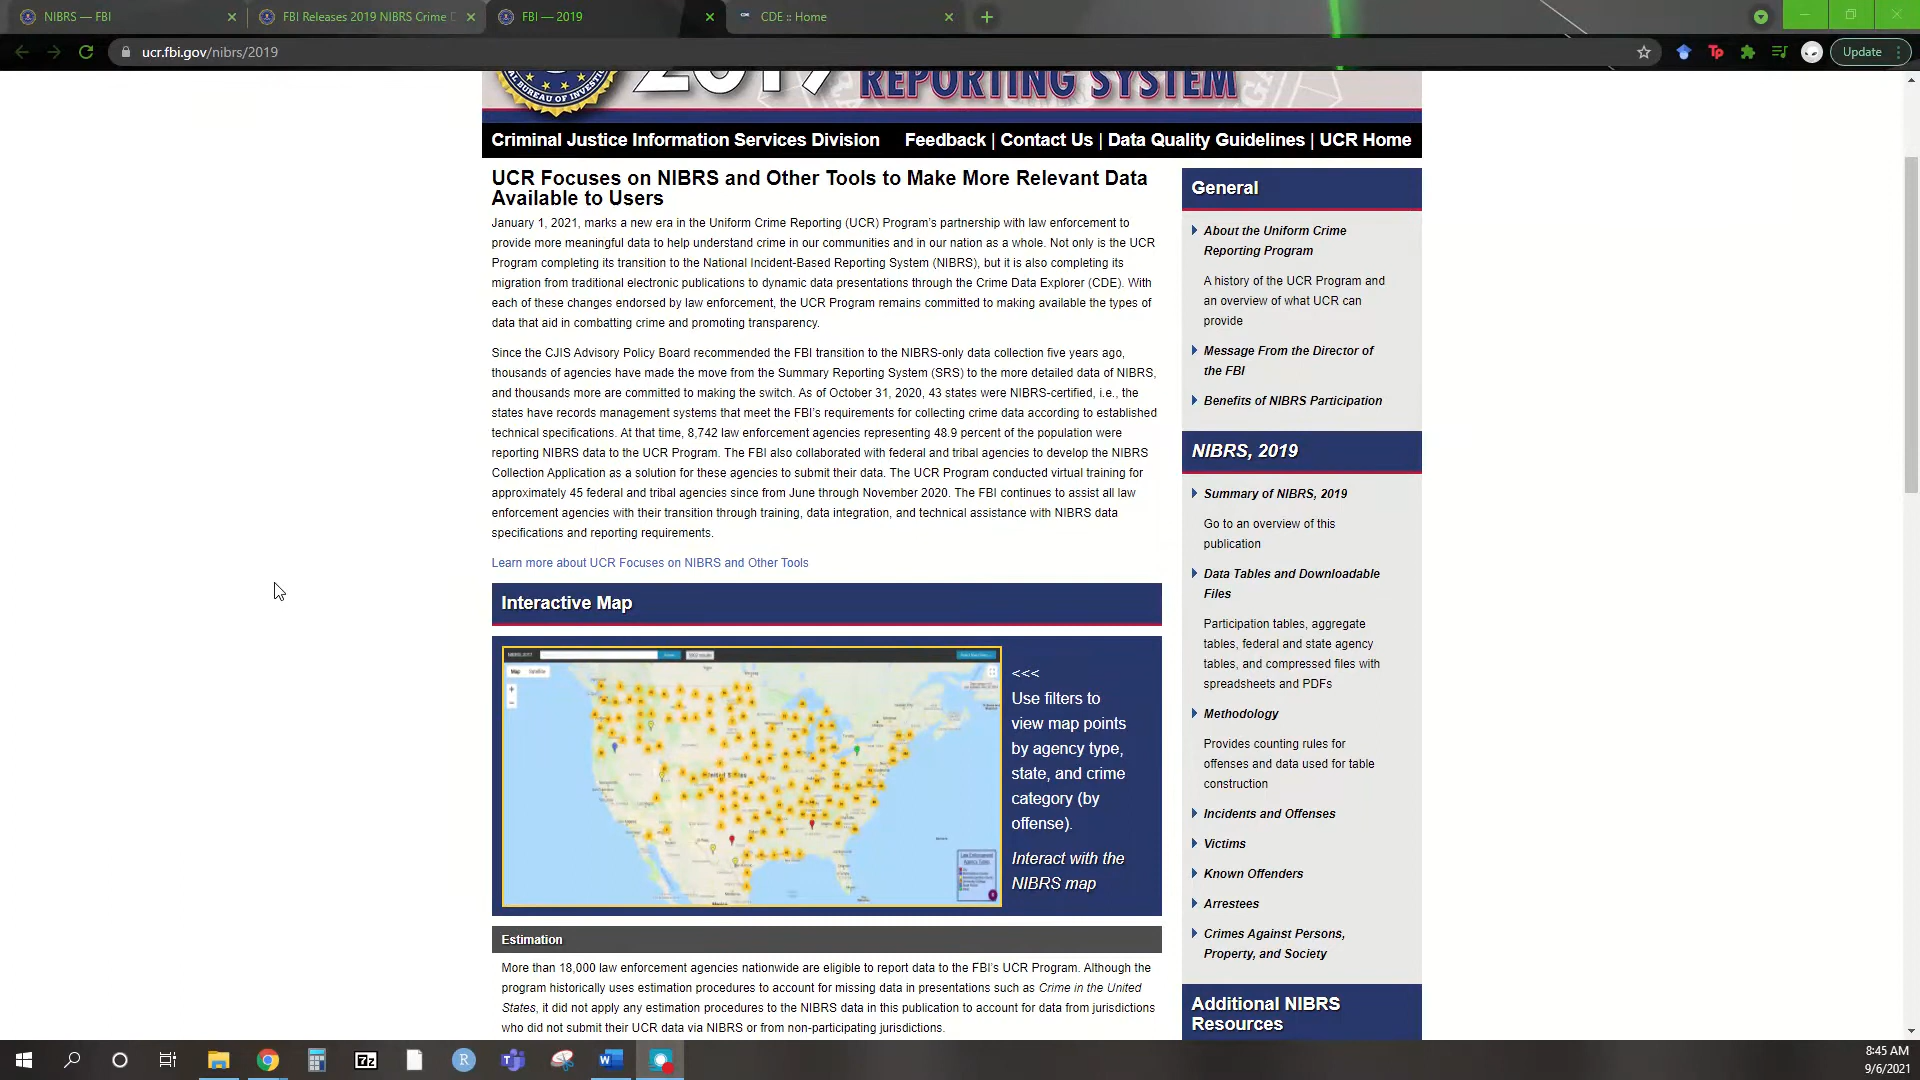 NIBRS — FBI
FBI Releases 2019 NIBRS Crime D
FBI — 2019
CDE :: Home
ucr.fbi.gov/nibrs/2019
Update
REPORTING SYSTEM
Criminal Justice Information Services Division
Feedback | Contact Us | Data Quality Guidelines | UCR Home
UCR Focuses on NIBRS and Other Tools to Make More Relevant Data
Available to Users
January 1, 2021, marks a new era in the Uniform Crime Reporting (UCR) Program's partnership with law enforcement to
provide more meaningful data to help understand crime in our communities and in our nation as a whole. Not only is the UCR
Program completing its transition to the National Incident-Based Reporting System (NIBRS), but it is also completing its
migration from traditional electronic publications to dynamic data presentations through the Crime Data Explorer (CDE). With
each of these changes endorsed by law enforcement, the UCR Program remains committed to making available the types of
data that aid in combatting crime and promoting transparency.
Since the CJIS Advisory Policy Board recommended the FBI transition to the NIBRS-only data collection five years ago,
thousands of agencies have made the move from the Summary Reporting System (SRS) to the more detailed data of NIBRS,
and thousands more are committed to making the switch. As of October 31, 2020, 43 states were NIBRS-certified, i.e., the
states have records management systems that meet the FBI's requirements for collecting crime data according to established
technical specifications. At that time, 8,742 law enforcement agencies representing 48.9 percent of the population were
reporting NIBRS data to the UCR Program. The FBI also collaborated with federal and tribal agencies to develop the NIBRS
Collection Application as a solution for these agencies to submit their data. The UCR Program conducted virtual training for
approximately 45 federal and tribal agencies since from June through November 2020. The FBI continues to assist all law
enforcement agencies with their transition through training, data integration, and technical assistance with NIBRS data
specifications and reporting requirements.
Learn more about UCR Focuses on NIBRS and Other Tools
Interactive Map
<<<
Use filters to
view map points
by agency type,
state, and crime
category (by
offense).
Interact with the
NIBRS map
Estimation
More than 18,000 law enforcement agencies nationwide are eligible to report data to the FBI's UCR Program. Although the
program historically uses estimation procedures to account for missing data in presentations such as Crime in the United
States, it did not apply any estimation procedures to the NIBRS data in this publication to account for data from jurisdictions
who did not submit their UCR data via NIBRS or from non-participating jurisdictions.
General
About the Uniform Crime
Reporting Program
A history of the UCR Program and
an overview of what UCR can
provide
Message From the Director of
the FBI
Benefits of NIBRS Participation
NIBRS, 2019
Summary of NIBRS, 2019
Go to an overview of this
publication
Data Tables and Downloadable
Files
Participation tables, aggregate
tables, federal and state agency
tables, and compressed files with
spreadsheets and PDFs
Methodology
Provides counting rules for
offenses and data used for table
construction
Incidents and Offenses
Victims
Known Offenders
Arrestees
Crimes Against Persons,
Property, and Society
Additional NIBRS
Resources
8:45 AM
9/6/2021